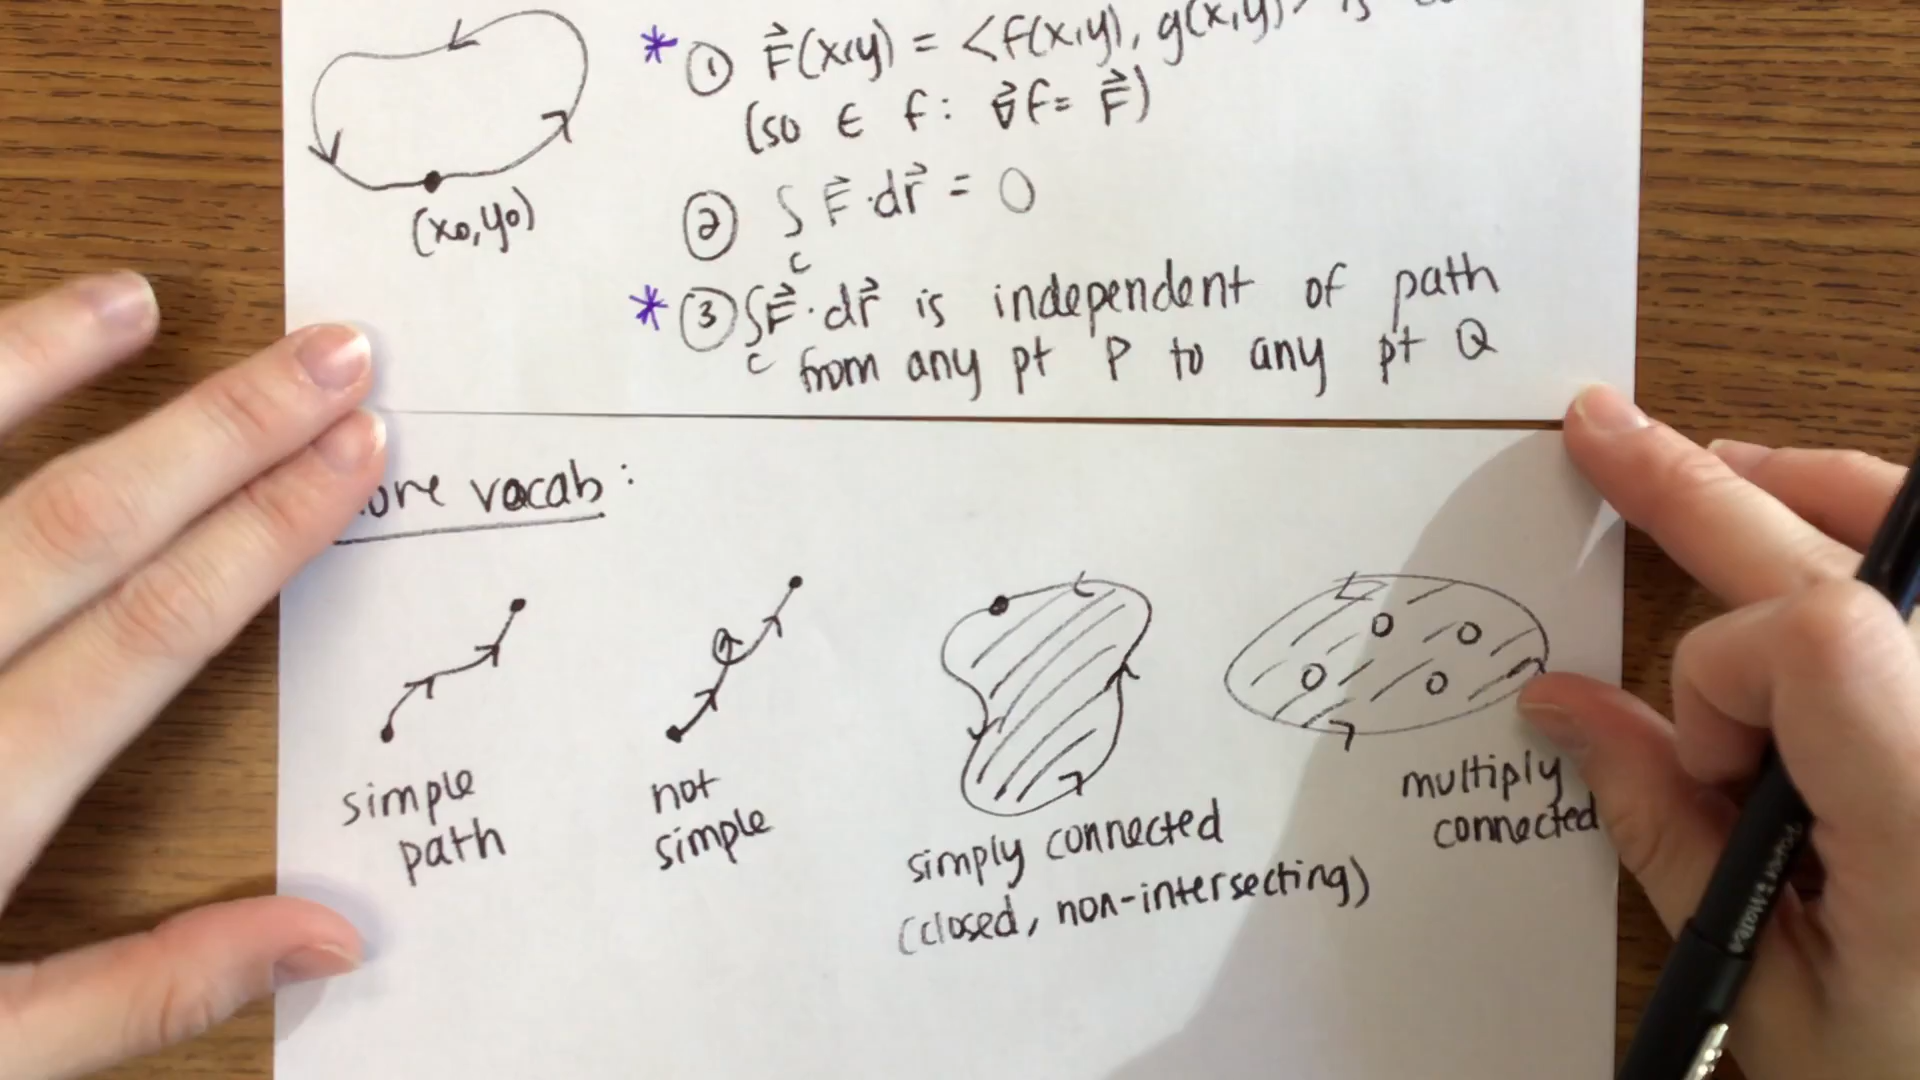 * ① F⃗(x,y) = <f(x,y), g(x,y)> is
(so ∈ f: ∇⃗f = F⃗)
(x₀,y₀)
② ∫ F⃗·dr⃗ = 0
c
* ③ ∫F⃗·dr⃗ is independent of path
c from any pt P to any pt Q
ore vocab:
simple
path
not
simple
simply connected
(closed, non-intersecting)
multiply
connected